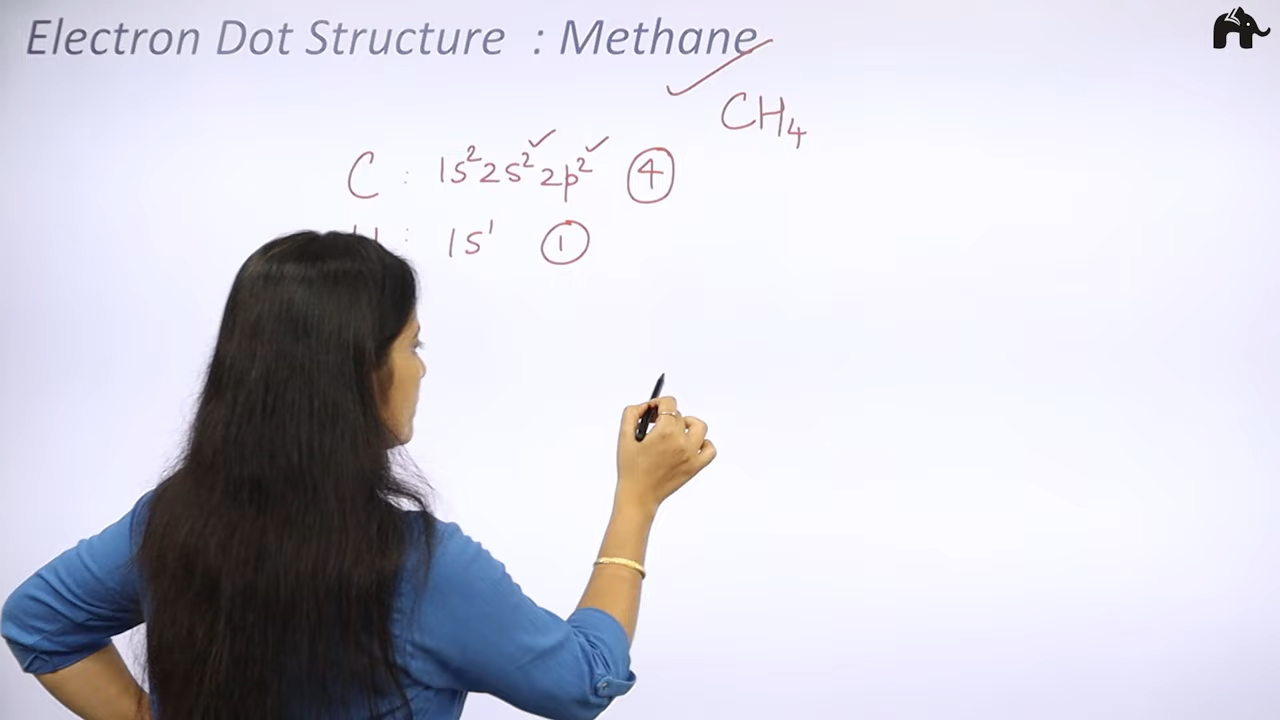 Electron Dot Structure : Methane
CH₄
C : 1s² 2s² 2p² ④
: 1s¹ ①